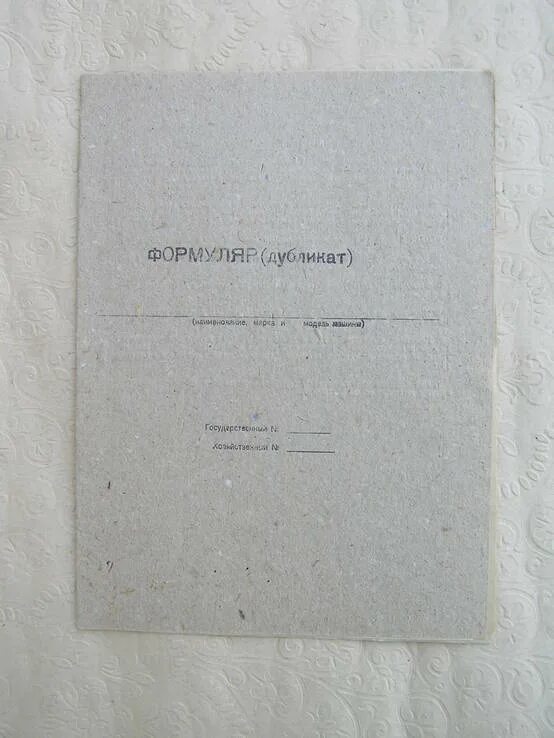 ФОРМУЛЯР (дубликат)
(наименование, марка и модель машины)
Государственный №
Хозяйственный №